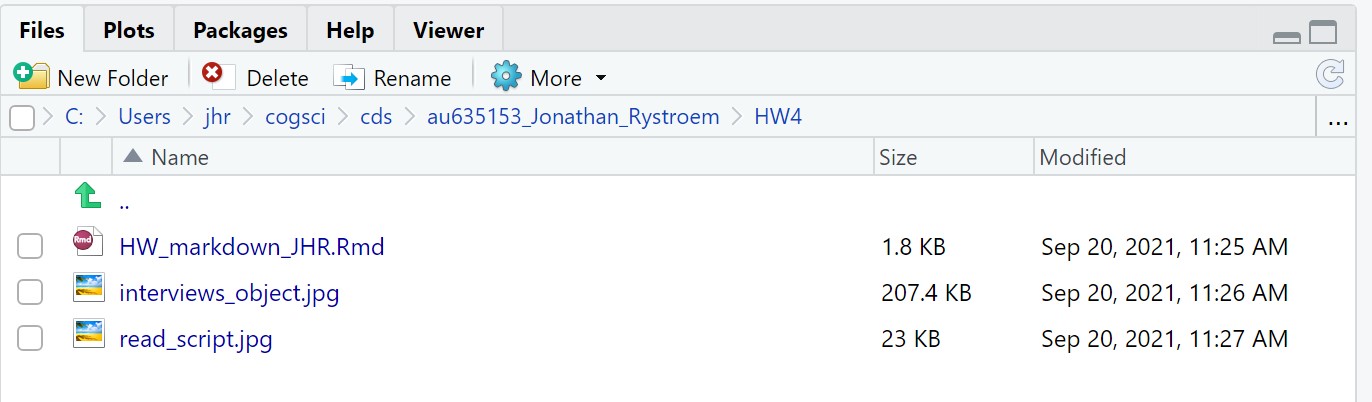 Files Plots Packages Help Viewer
New Folder Delete Rename More
C: Users jhr cogsci cds au635153_Jonathan_Rystroem HW4 ...
Name Size Modified
..
Rmd HW_markdown_JHR.Rmd 1.8 KB Sep 20, 2021, 11:25 AM
interviews_object.jpg 207.4 KB Sep 20, 2021, 11:26 AM
read_script.jpg 23 KB Sep 20, 2021, 11:27 AM